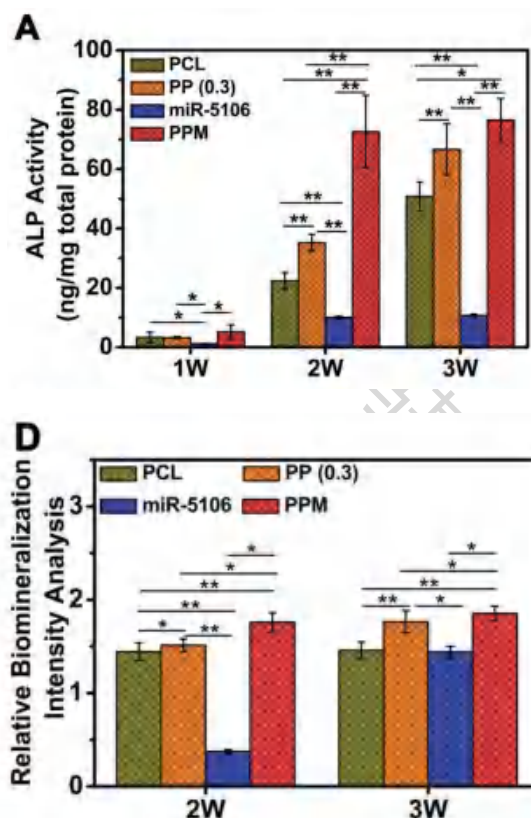 A
ALP Activity
(ng/mg total protein)
100
80
60
40
20
0
PCL
PP (0.3)
miR-5106
PPM
** ** **
** ** **
* * *
** * **
** **
1W 2W 3W
D
Relative Biomineralization
Intensity Analysis
3
2
1
0
PCL PP (0.3)
miR-5106 PPM
* * ** ** * **
* * ** ** *
2W 3W